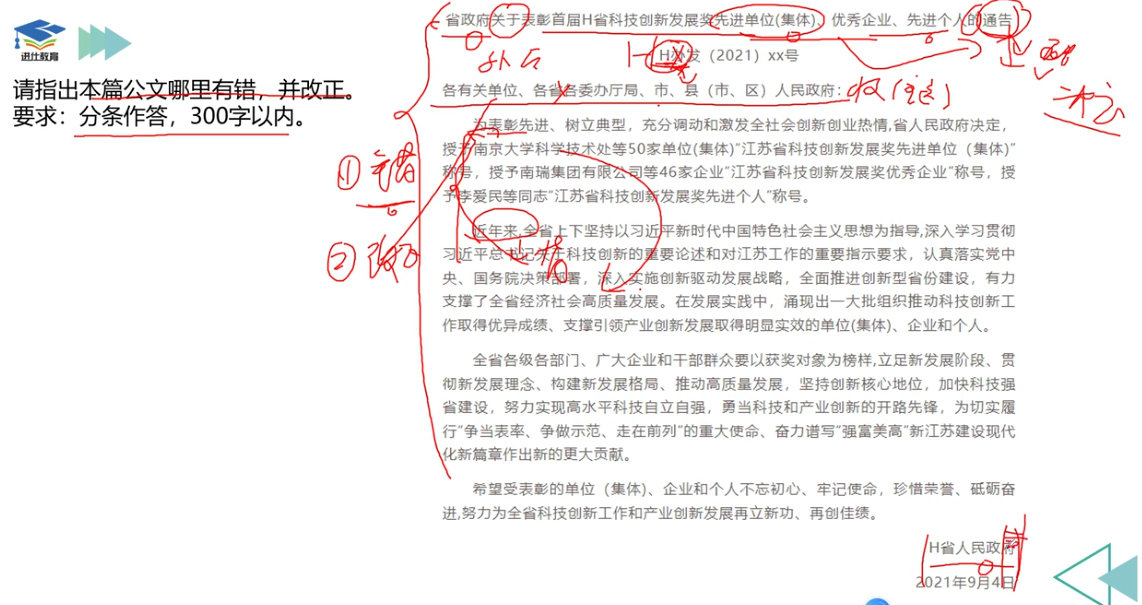 进仕教育
请指出本篇公文哪里有错，并改正。
要求：分条作答，300字以内。
省政府关于表彰首届H省科技创新发展奖先进单位(集体)、优秀企业、先进个人的通告
H办发（2021）xx号
各有关单位、各省各委办厅局、市、县（市、区）人民政府：
为表彰先进、树立典型，充分调动和激发全社会创新创业热情,省人民政府决定，
授予南京大学科学技术处等50家单位(集体)“江苏省科技创新发展奖先进单位（集体)”
称号，授予南瑞集团有限公司等46家企业“江苏省科技创新发展奖优秀企业”称号，授
予李爱民等同志“江苏省科技创新发展奖先进个人”称号。
近年来,全省上下坚持以习近平新时代中国特色社会主义思想为指导,深入学习贯彻
习近平总书记关于科技创新的重要论述和对江苏工作的重要指示要求，认真落实党中
央、国务院决策部署，深入实施创新驱动发展战略，全面推进创新型省份建设，有力
支撑了全省经济社会高质量发展。在发展实践中，涌现出一大批组织推动科技创新工
作取得优异成绩、支撑引领产业创新发展取得明显实效的单位(集体)、企业和个人。
全省各级各部门、广大企业和干部群众要以获奖对象为榜样,立足新发展阶段、贯
彻新发展理念、构建新发展格局、推动高质量发展，坚持创新核心地位，加快科技强
省建设，努力实现高水平科技自立自强，勇当科技和产业创新的开路先锋，为切实履
行“争当表率、争做示范、走在前列”的重大使命、奋力谱写“强富美高”新江苏建设现代
化新篇章作出新的更大贡献。
希望受表彰的单位（集体)、企业和个人不忘初心、牢记使命，珍惜荣誉、砥砺奋
进,努力为全省科技创新工作和产业创新发展再立新功、再创佳绩。
H省人民政府
2021年9月4日
① 
②